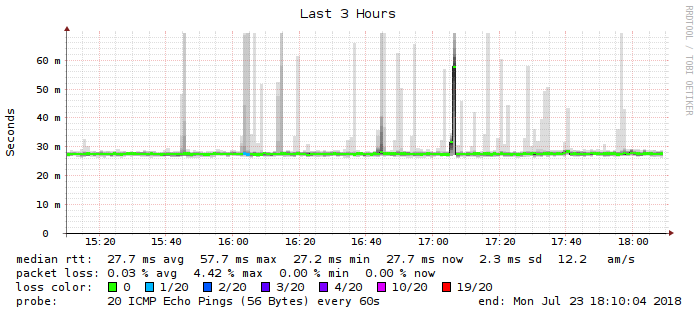 Last 3 Hours
RRDTOOL / TOBI OETIKER
Seconds
60 m
50 m
40 m
30 m
20 m
10 m
0
15:20 15:40 16:00 16:20 16:40 17:00 17:20 17:40 18:00
median rtt: 27.7 ms avg 57.7 ms max 27.2 ms min 27.7 ms now 2.3 ms sd 12.2 am/s
packet loss: 0.03 % avg 4.42 % max 0.00 % min 0.00 % now
loss color: 0 1/20 2/20 3/20 4/20 10/20 19/20
probe: 20 ICMP Echo Pings (56 Bytes) every 60s end: Mon Jul 23 18:10:04 2018